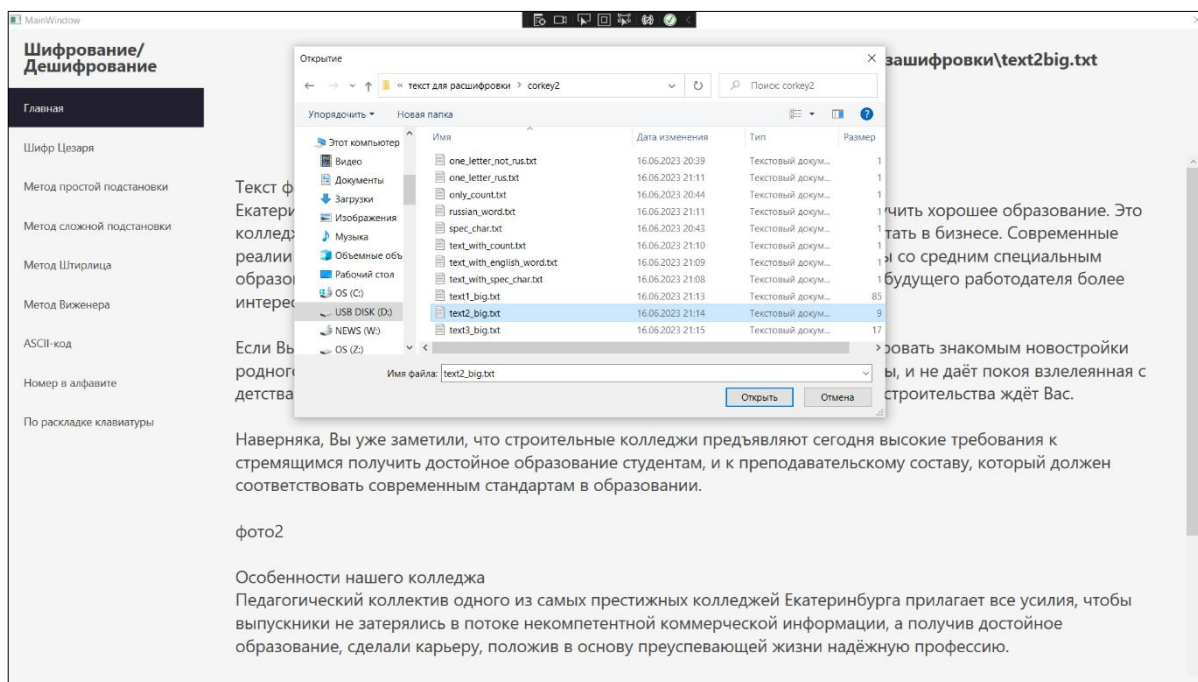 MainWindow
Шифрование/
Дешифрование
зашифровки\text2big.txt
Главная
Шифр Цезаря
Метод простой подстановки
Метод сложной подстановки
Метод Штирлица
Метод Виженера
ASCII-код
Номер в алфавите
По раскладке клавиатуры
Открытие
« текст для расшифровки > corkey2
Поиск: corkey2
Упорядочить
Новая папка
Этот компьютер
Видео
Документы
Загрузки
Изображения
Музыка
Объемные объ
Рабочий стол
OS (C:)
USB DISK (D:)
NEWS (W:)
OS (Z:)
Имя Дата изменения Тип Размер
one_letter_not_rus.txt 16.06.2023 20:39 Текстовый докум... 1
one_letter_rus.txt 16.06.2023 21:11 Текстовый докум... 1
only_count.txt 16.06.2023 20:44 Текстовый докум... 1
russian_word.txt 16.06.2023 21:11 Текстовый докум... 1
spec_char.txt 16.06.2023 20:43 Текстовый докум... 1
text_with_count.txt 16.06.2023 21:10 Текстовый докум... 1
text_with_english_word.txt 16.06.2023 21:09 Текстовый докум... 1
text_with_spec_char.txt 16.06.2023 21:08 Текстовый докум... 1
text1_big.txt 16.06.2023 21:13 Текстовый докум... 85
text2_big.txt 16.06.2023 21:14 Текстовый докум... 9
text3_big.txt 16.06.2023 21:15 Текстовый докум... 17
Имя файла: text2_big.txt
Открыть Отмена
Текст ф
Екатери учить хорошее образование. Это
коллед тать в бизнесе. Современные
реалии ы со средним специальным
образо будущего работодателя более
интерес
Если Вы ровать знакомым новостройки
родного ы, и не даёт покоя взлелеянная с
детства строительства ждёт Вас.
Наверняка, Вы уже заметили, что строительные колледжи предъявляют сегодня высокие требования к
стремящимся получить достойное образование студентам, и к преподавательскому составу, который должен
соответствовать современным стандартам в образовании.
фото2
Особенности нашего колледжа
Педагогический коллектив одного из самых престижных колледжей Екатеринбурга прилагает все усилия, чтобы
выпускники не затерялись в потоке некомпетентной коммерческой информации, а получив достойное
образование, сделали карьеру, положив в основу преуспевающей жизни надёжную профессию.